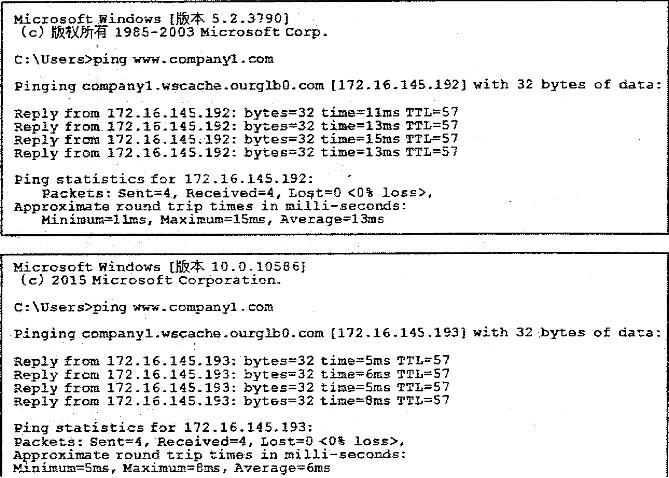 Microsoft Windows [版本 5.2.3790]
(c) 版权所有 1985-2003 Microsoft Corp.
C:\Users>ping www.company1.com
Pinging company1.wscache.ourglb0.com [172.16.145.192] with 32 bytes of data:
Reply from 172.16.145.192: bytes=32 time=11ms TTL=57
Reply from 172.16.145.192: bytes=32 time=13ms TTL=57
Reply from 172.16.145.192: bytes=32 time=15ms TTL=57
Reply from 172.16.145.192: bytes=32 time=13ms TTL=57
Ping statistics for 172.16.145.192:
Packets: Sent=4, Received=4, Lost=0 <0% loss>,
Approximate round trip times in milli-seconds:
Minimum=11ms, Maximum=15ms, Average=13ms
Microsoft Windows [版本 10.0.10586]
(c) 2015 Microsoft Corporation.
C:\Users>ping www.company1.com
Pinging company1.wscache.ourglb0.com [172.16.145.193] with 32 bytes of data:
Reply from 172.16.145.193: bytes=32 time=5ms TTL=57
Reply from 172.16.145.193: bytes=32 time=6ms TTL=57
Reply from 172.16.145.193: bytes=32 time=5ms TTL=57
Reply from 172.16.145.193: bytes=32 time=8ms TTL=57
Ping statistics for 172.16.145.193:
Packets: Sent=4, Received=4, Lost=0 <0% loss>,
Approximate round trip times in milli-seconds:
Minimum=5ms, Maximum=8ms, Average=6ms